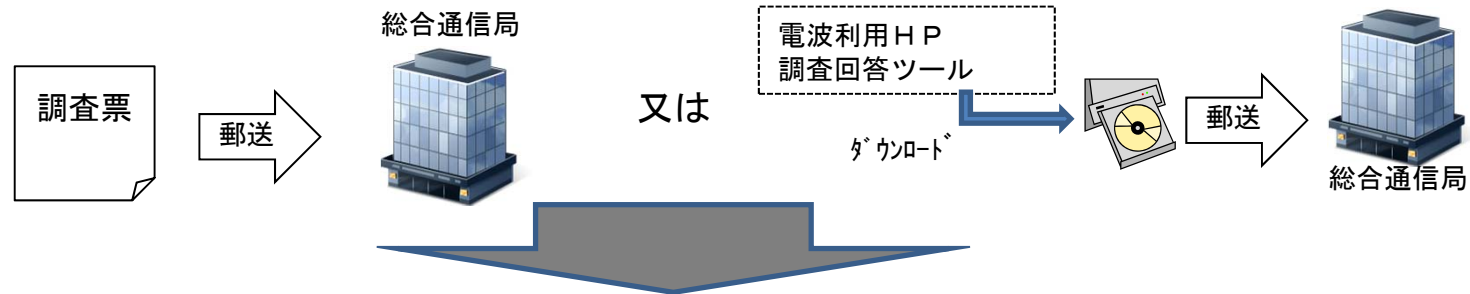 調査票
郵送
総合通信局
又は
電波利用ＨＰ
調査回答ツール
ﾀﾞｳﾝﾛｰﾄﾞ
郵送
総合通信局